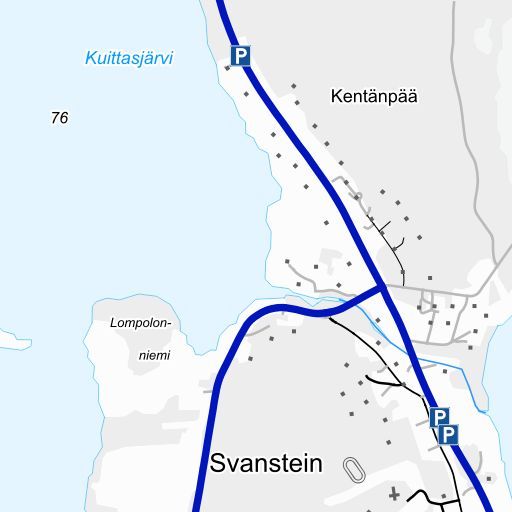 P
Kuittasjärvi
Kentänpää
76
Lompolon-
niemi
P
P
Svanstein